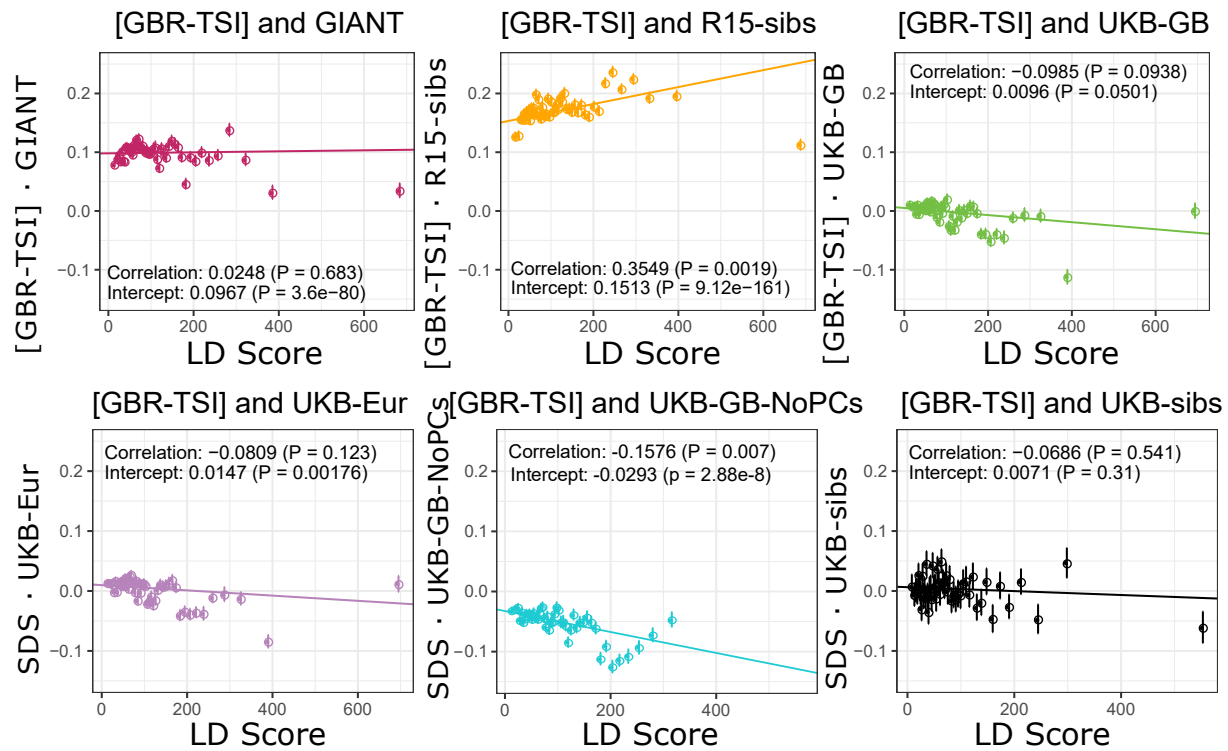 [GBR-TSI] and GIANT
[GBR-TSI] · GIANT
0.2
0.1
0.0
−0.1
Correlation: 0.0248 (P = 0.683)
Intercept: 0.0967 (P = 3.6e−80)
0
200
400
600
LD Score
[GBR-TSI] and R15-sibs
[GBR-TSI] · R15-sibs
0.2
0.1
0.0
−0.1
Correlation: 0.3549 (P = 0.0019)
Intercept: 0.1513 (P = 9.12e−161)
0
200
400
600
LD Score
[GBR-TSI] and UKB-GB
[GBR-TSI] · UKB-GB
Correlation: −0.0985 (P = 0.0938)
Intercept: 0.0096 (P = 0.0501)
0.2
0.1
0.0
−0.1
0
200
400
600
LD Score
[GBR-TSI] and UKB-Eur
SDS · UKB-Eur
Correlation: −0.0809 (P = 0.123)
Intercept: 0.0147 (P = 0.00176)
0.2
0.1
0.0
−0.1
0
200
400
600
LD Score
[GBR-TSI] and UKB-GB-NoPCs
SDS · UKB-GB-NoPCs
Correlation: -0.1576 (P = 0.007)
Intercept: -0.0293 (p = 2.88e-8)
0.2
0.1
0.0
−0.1
0
200
400
LD Score
[GBR-TSI] and UKB-sibs
SDS · UKB-sibs
Correlation: −0.0686 (P = 0.541)
Intercept: 0.0071 (P = 0.31)
0.2
0.1
0.0
−0.1
0
200
400
LD Score